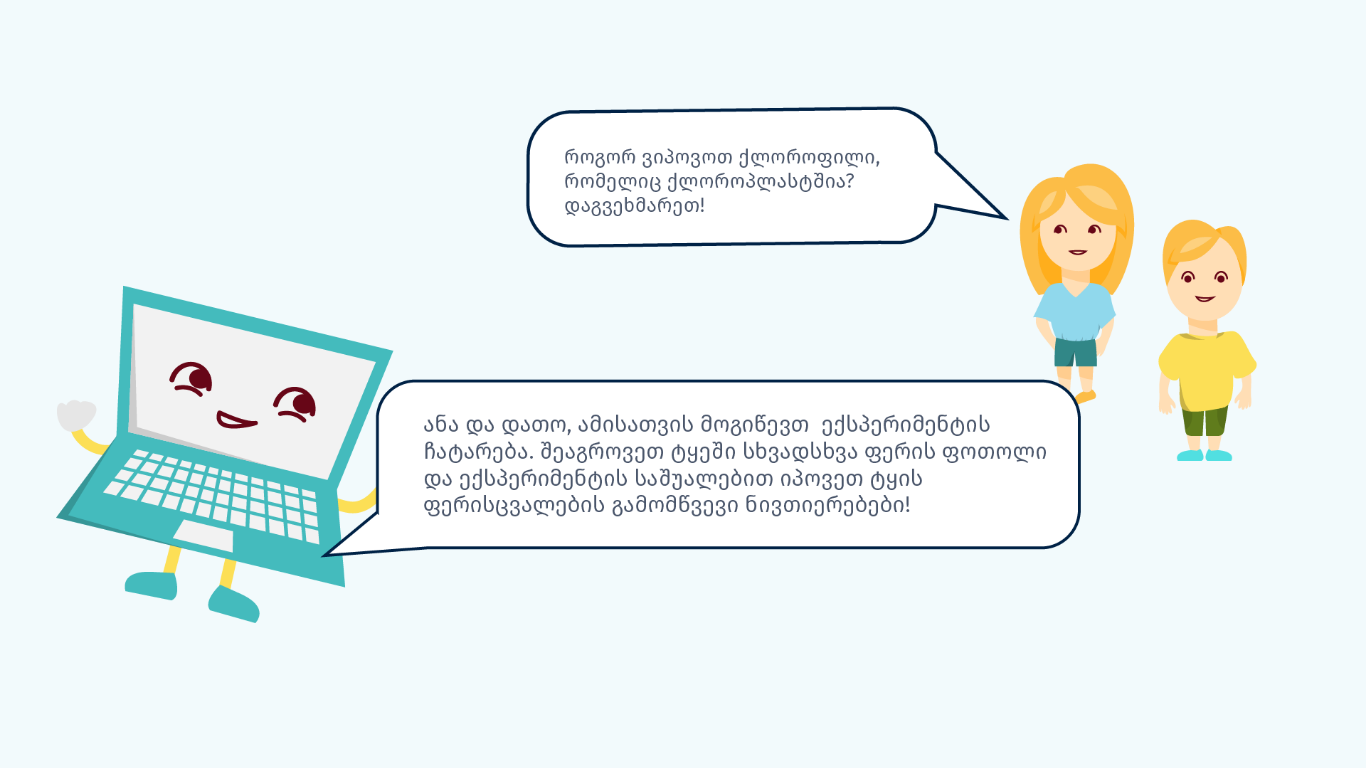 როგორ ვიპოვოთ ქლოროფილი,
რომელიც ქლოროპლასტშია?
დაგვეხმარეთ!
ანა და დათო, ამისათვის მოგიწევთ  ექსპერიმენტის
ჩატარება. შეაგროვეთ ტყეში სხვადსხვა ფერის ფოთოლი
და ექსპერიმენტის საშუალებით იპოვეთ ტყის
ფერისცვალების გამომწვევი ნივთიერებები!